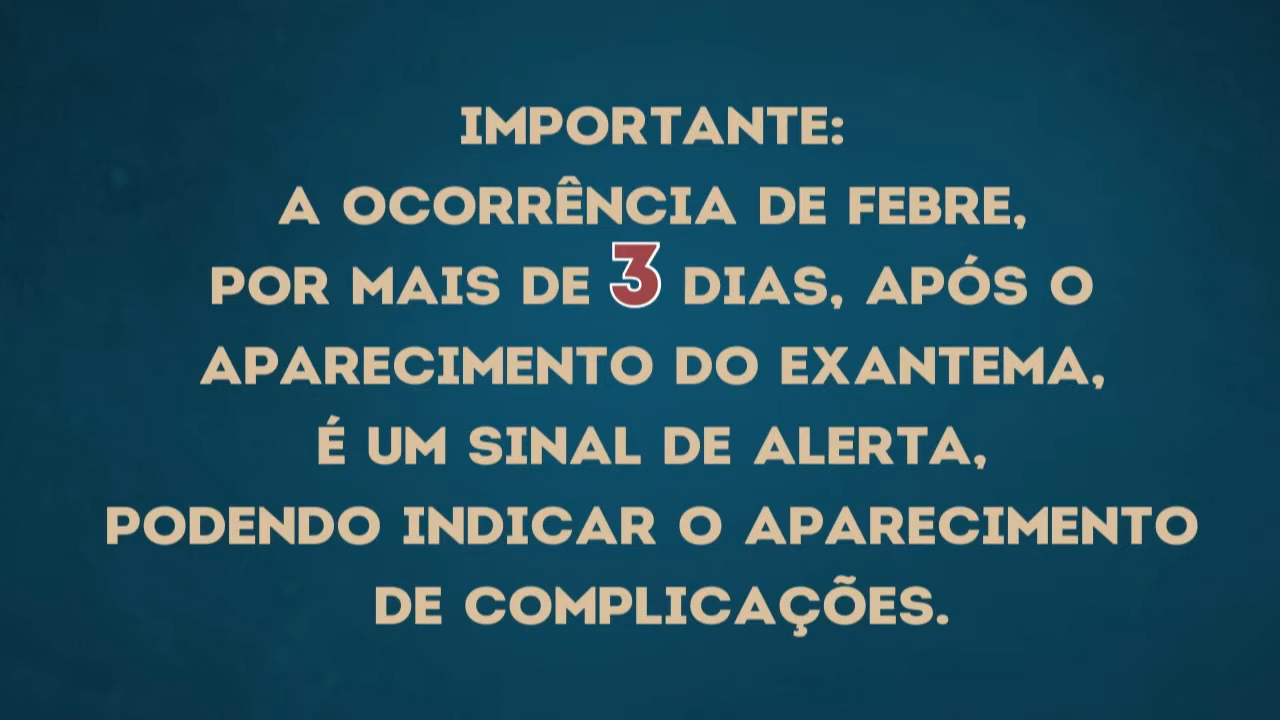 IMPORTANTE:
A OCORRÊNCIA DE FEBRE,
POR MAIS DE 3 DIAS, APÓS O
APARECIMENTO DO EXANTEMA,
É UM SINAL DE ALERTA,
PODENDO INDICAR O APARECIMENTO
DE COMPLICAÇÕES.